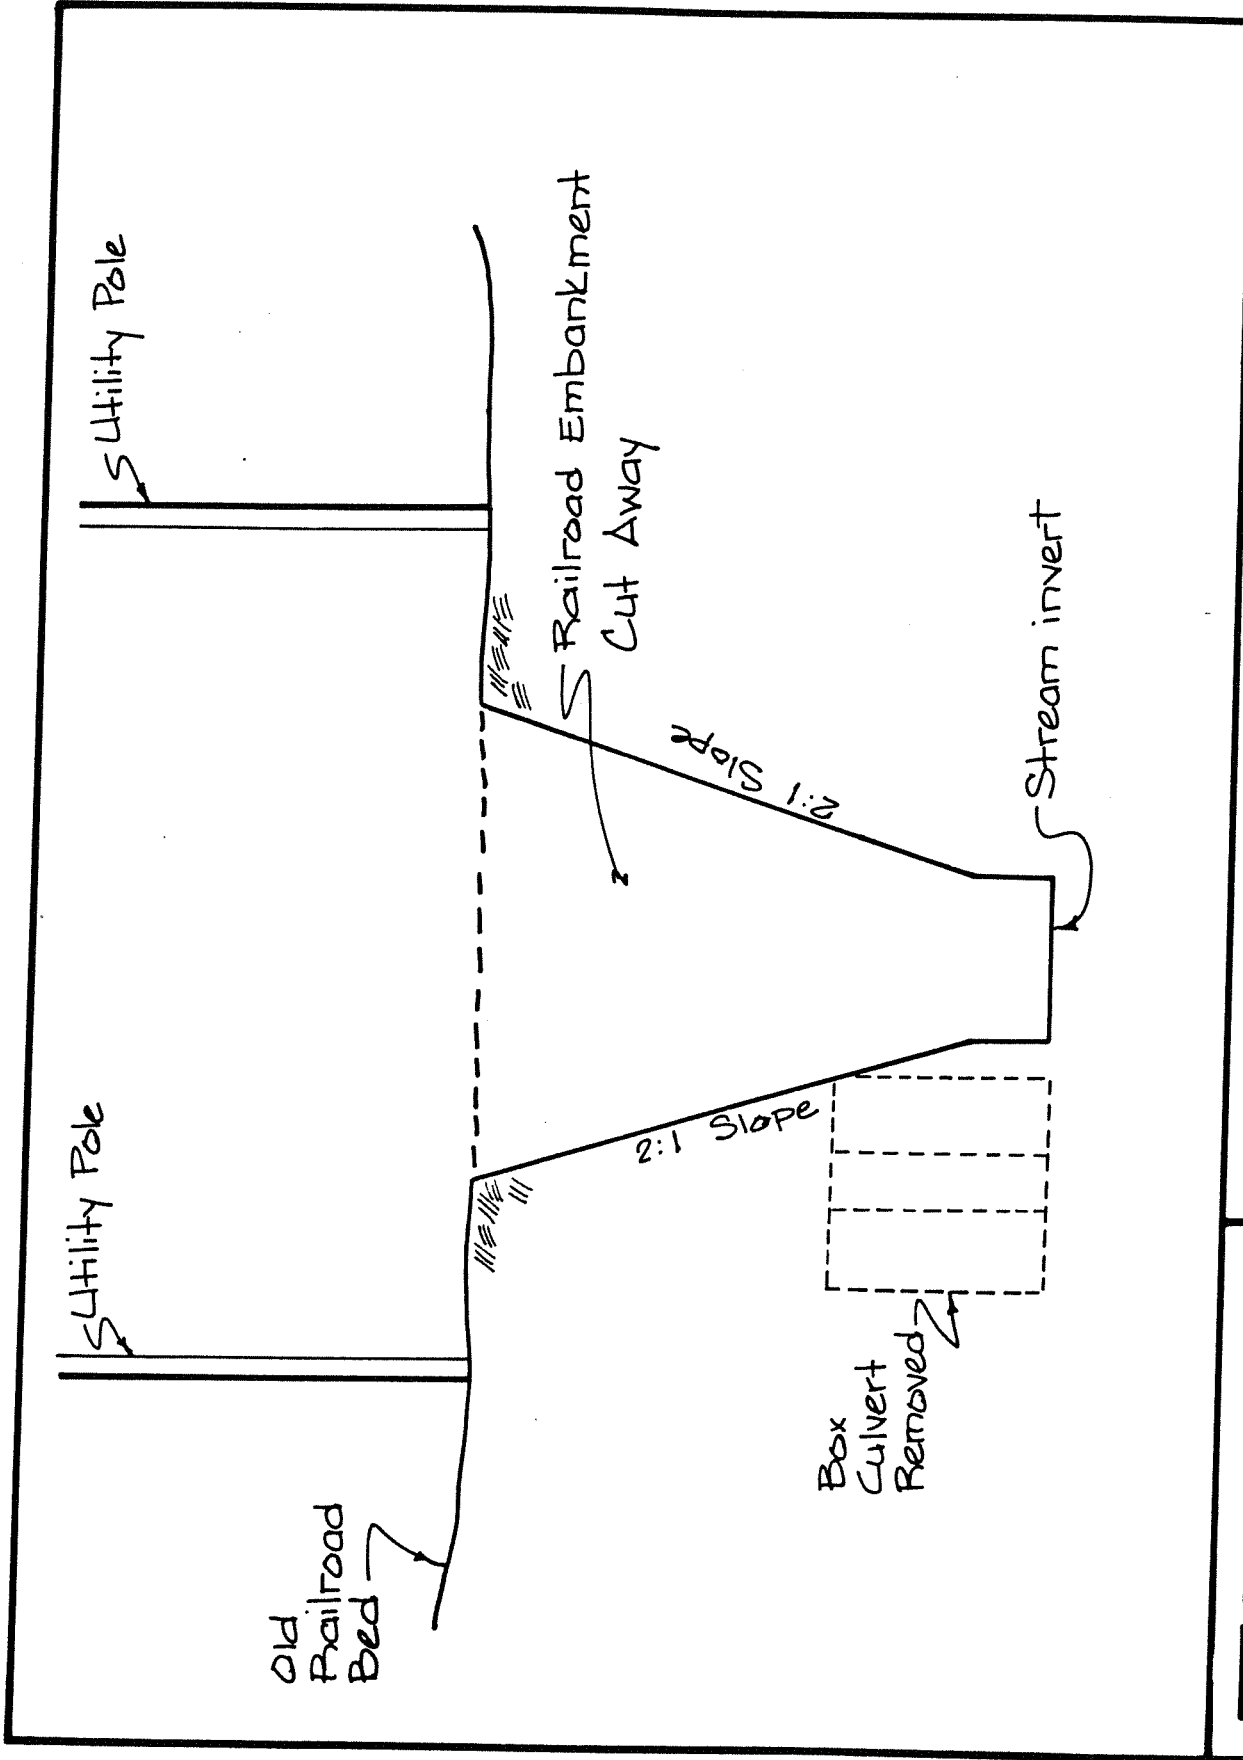 Utility Pole
Utility Pole
Old
Railroad
Bed
Railroad Embankment
Cut Away
2:1 Slope
2:1 Slope
Box
Culvert
Removed
Stream invert